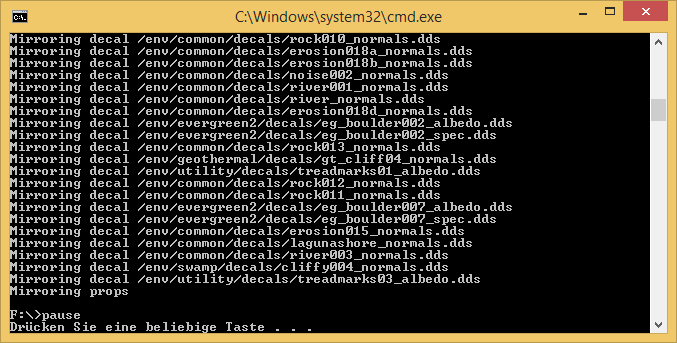 C:\Windows\system32\cmd.exe
Mirroring decal /env/common/decals/rock010_normals.dds
Mirroring decal /env/common/decals/erosion018a_normals.dds
Mirroring decal /env/common/decals/erosion018b_normals.dds
Mirroring decal /env/common/decals/noise002_normals.dds
Mirroring decal /env/common/decals/river001_normals.dds
Mirroring decal /env/common/decals/river_normals.dds
Mirroring decal /env/common/decals/erosion018d_normals.dds
Mirroring decal /env/evergreen2/decals/eg_boulder002_albedo.dds
Mirroring decal /env/evergreen2/decals/eg_boulder002_spec.dds
Mirroring decal /env/common/decals/rock013_normals.dds
Mirroring decal /env/geothermal/decals/gt_cliff04_normals.dds
Mirroring decal /env/utility/decals/treadmarks01_albedo.dds
Mirroring decal /env/common/decals/rock012_normals.dds
Mirroring decal /env/common/decals/rock011_normals.dds
Mirroring decal /env/evergreen2/decals/eg_boulder007_albedo.dds
Mirroring decal /env/evergreen2/decals/eg_boulder007_spec.dds
Mirroring decal /env/common/decals/erosion015_normals.dds
Mirroring decal /env/common/decals/lagunashore_normals.dds
Mirroring decal /env/common/decals/river003_normals.dds
Mirroring decal /env/swamp/decals/cliffy004_normals.dds
Mirroring decal /env/utility/decals/treadmarks03_albedo.dds
Mirroring props
F:\>pause
Drücken Sie eine beliebige Taste . . .